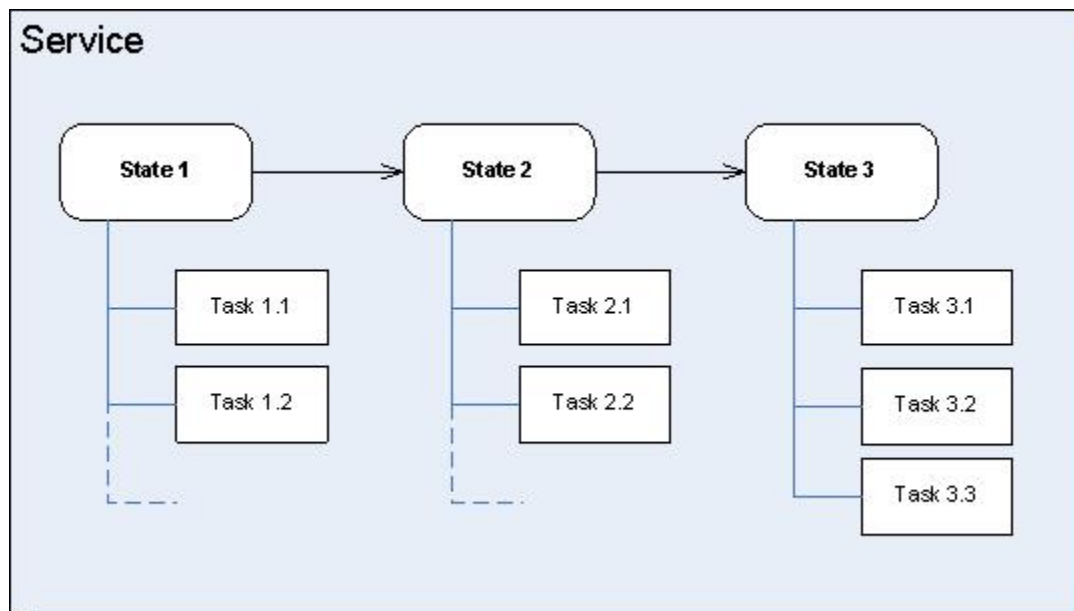 Service
State 1
State 2
State 3
Task 1.1
Task 2.1
Task 3.1
Task 1.2
Task 2.2
Task 3.2
Task 3.3